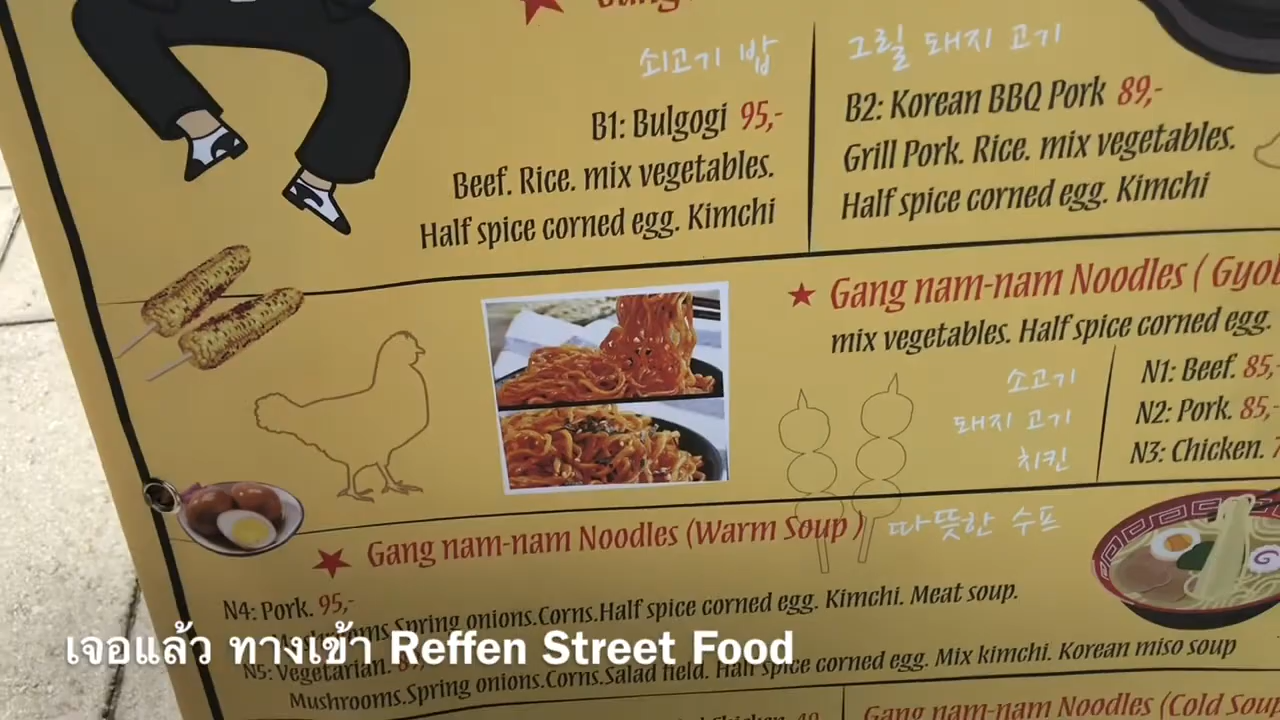 쇠고기 밥
B1: Bulgogi 95,-
Beef. Rice. mix vegetables.
Half spice corned egg. Kimchi
그릴 돼지 고기
B2: Korean BBQ Pork 89,-
Grill Pork. Rice. mix vegetables.
Half spice corned egg. Kimchi
Gang nam-nam Noodles (
mix vegetables. Half spice corned egg.
소고기
돼지 고기
치킨
N1: Beef. 85,-
N2: Pork. 85,-
N3: Chicken.
Gang nam-nam Noodles (Warm Soup ) 따뜻한 수프
N4: Pork. 95,-
Mushrooms.Spring onions.Corns.Half spice corned egg. Kimchi. Meat soup.
N5: Vegetarian.
Mushrooms.Spring onions.Corns.Salad field. Half spice corned egg. Mix kimchi. Korean miso soup
Gang nam-nam Noodles (Cold Soup
เจอแล้ว ทางเข้า Reffen Street Food